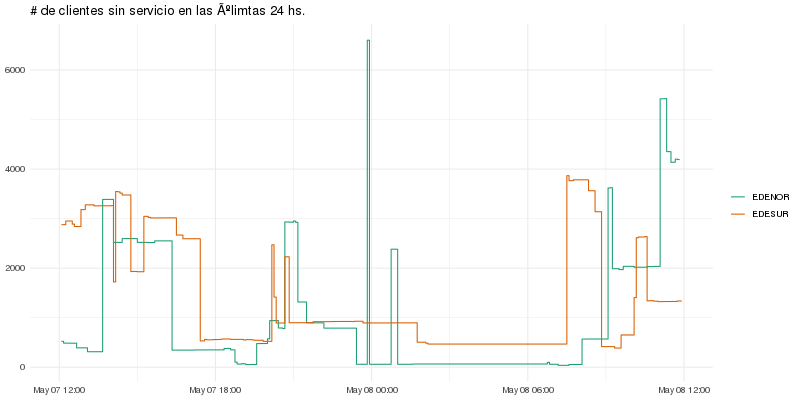 # de clientes sin servicio en las Ãºlimtas 24 hs.
6000
4000
2000
0
May 07 12:00 May 07 18:00 May 08 00:00 May 08 06:00 May 08 12:00
EDENOR
EDESUR